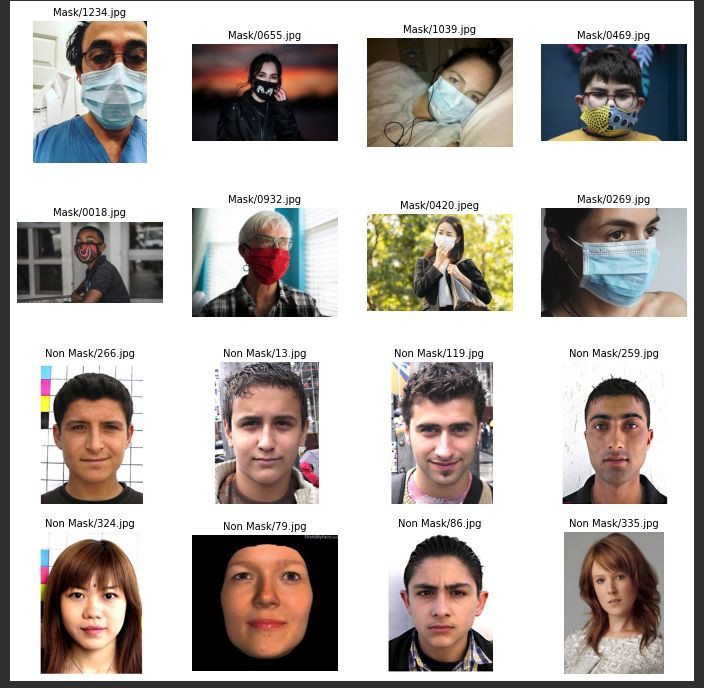 Mask/1234.jpg
Mask/0655.jpg
Mask/1039.jpg
Mask/0469.jpg
Mask/0018.jpg
Mask/0932.jpg
Mask/0420.jpeg
Mask/0269.jpg
Non Mask/266.jpg
Non Mask/13.jpg
Non Mask/119.jpg
Non Mask/259.jpg
Non Mask/324.jpg
Non Mask/79.jpg
Non Mask/86.jpg
Non Mask/335.jpg